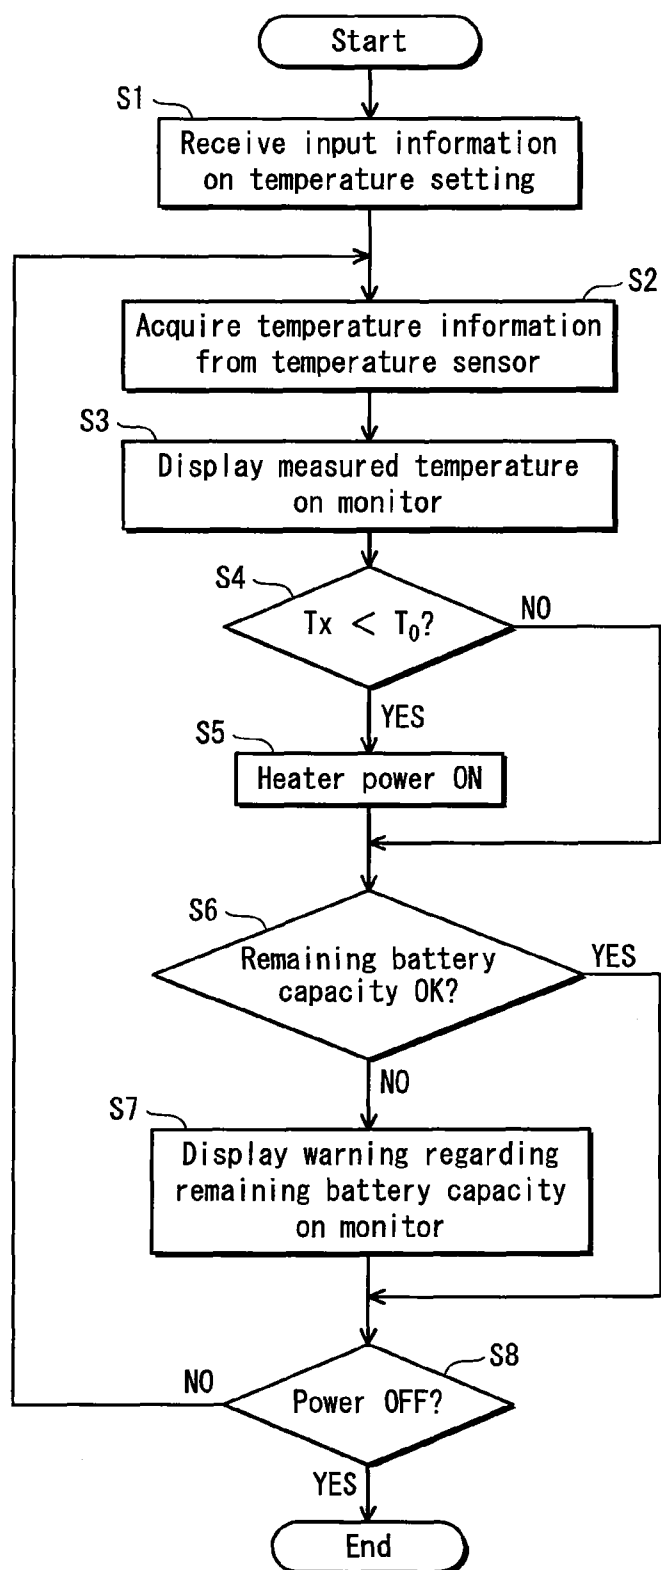 Start
S1
Receive input information
on temperature setting
S2
Acquire temperature information
from temperature sensor
S3
Display measured temperature
on monitor
S4
Tx < T₀?
NO
YES
S5
Heater power ON
S6
Remaining battery
capacity OK?
YES
NO
S7
Display warning regarding
remaining battery capacity
on monitor
S8
NO
Power OFF?
YES
End